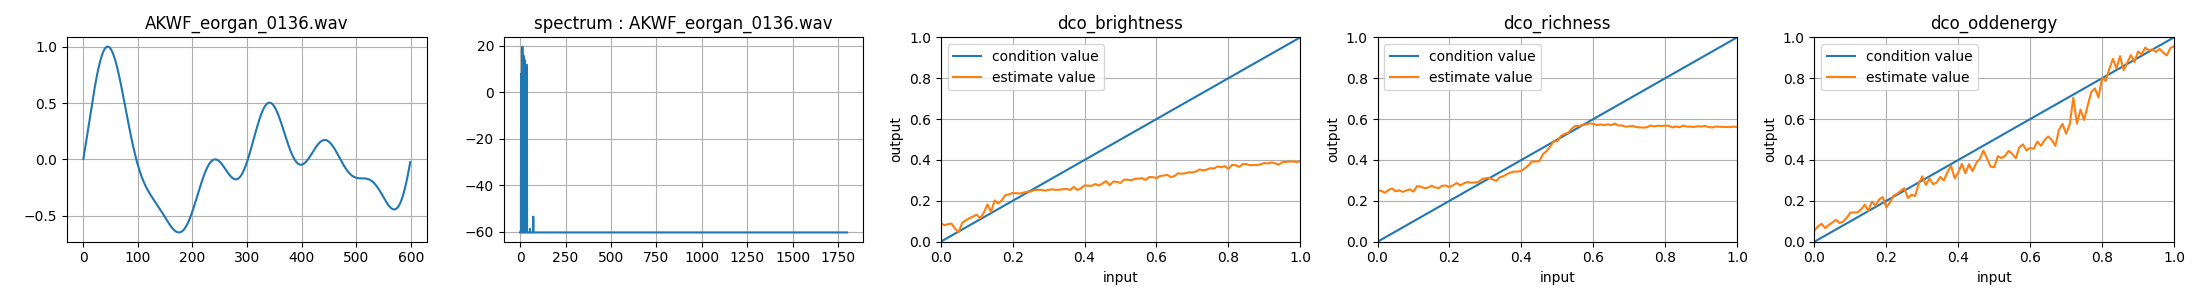 AKWF_eorgan_0136.wav
1.0
0.5
0.0
−0.5
0 100 200 300 400 500 600
spectrum : AKWF_eorgan_0136.wav
20
0
−20
−40
−60
0 250 500 750 1000 1250 1500 1750
dco_brightness
condition value
estimate value
output
1.0
0.8
0.6
0.4
0.2
0.0
0.0 0.2 0.4 0.6 0.8 1.0
input
dco_richness
condition value
estimate value
output
1.0
0.8
0.6
0.4
0.2
0.0
0.0 0.2 0.4 0.6 0.8 1.0
input
dco_oddenergy
condition value
estimate value
output
1.0
0.8
0.6
0.4
0.2
0.0
0.0 0.2 0.4 0.6 0.8 1.0
input